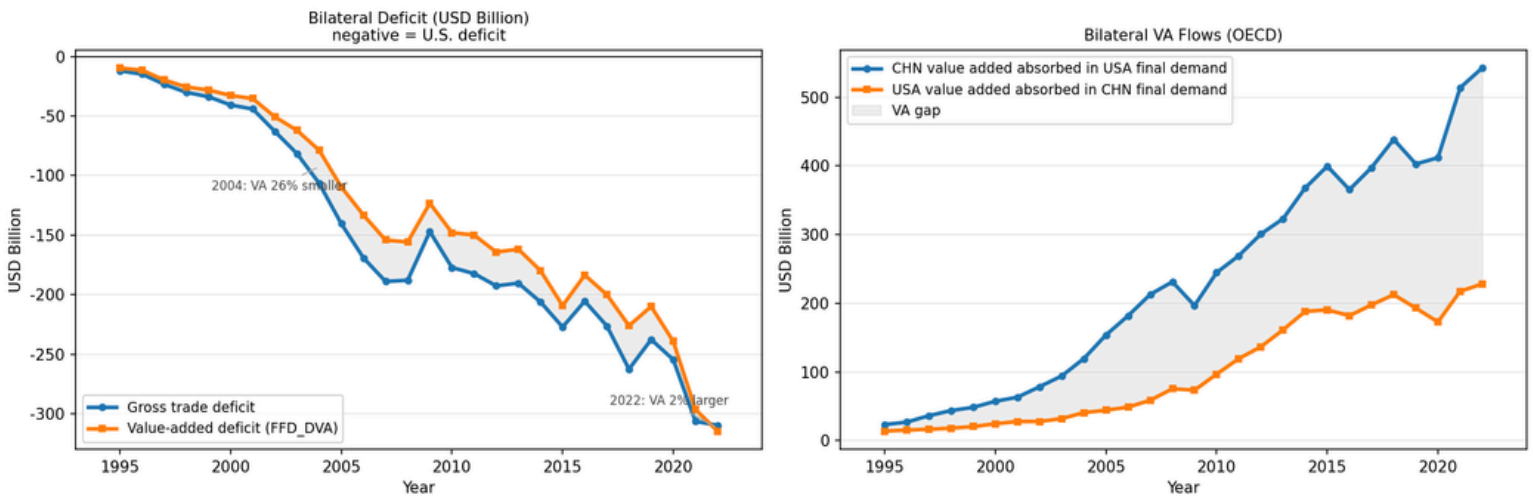 Bilateral Deficit (USD Billion)
negative = U.S. deficit
0
-50
-100
-150
-200
-250
-300
USD Billion
2004: VA 26% smaller
2022: VA 2% larger
Gross trade deficit
Value-added deficit (FFD_DVA)
1995
2000
2005
2010
2015
2020
Year
Bilateral VA Flows (OECD)
CHN value added absorbed in USA final demand
USA value added absorbed in CHN final demand
VA gap
500
400
300
200
100
0
USD Billion
1995
2000
2005
2010
2015
2020
Year